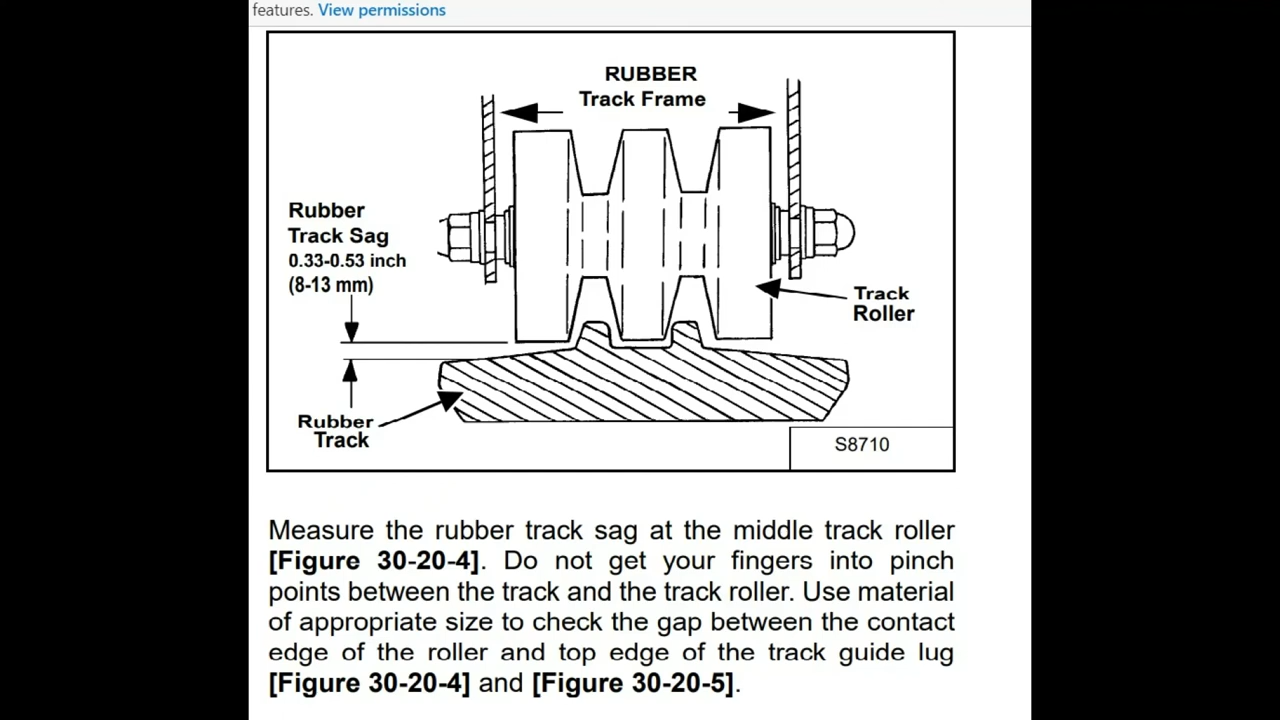 features. View permissions
RUBBER
Track Frame
Rubber
Track Sag
0.33-0.53 inch
(8-13 mm)
Track
Roller
Rubber
Track
S8710
Measure the rubber track sag at the middle track roller
[Figure 30-20-4]. Do not get your fingers into pinch
points between the track and the track roller. Use material
of appropriate size to check the gap between the contact
edge of the roller and top edge of the track guide lug
[Figure 30-20-4] and [Figure 30-20-5].